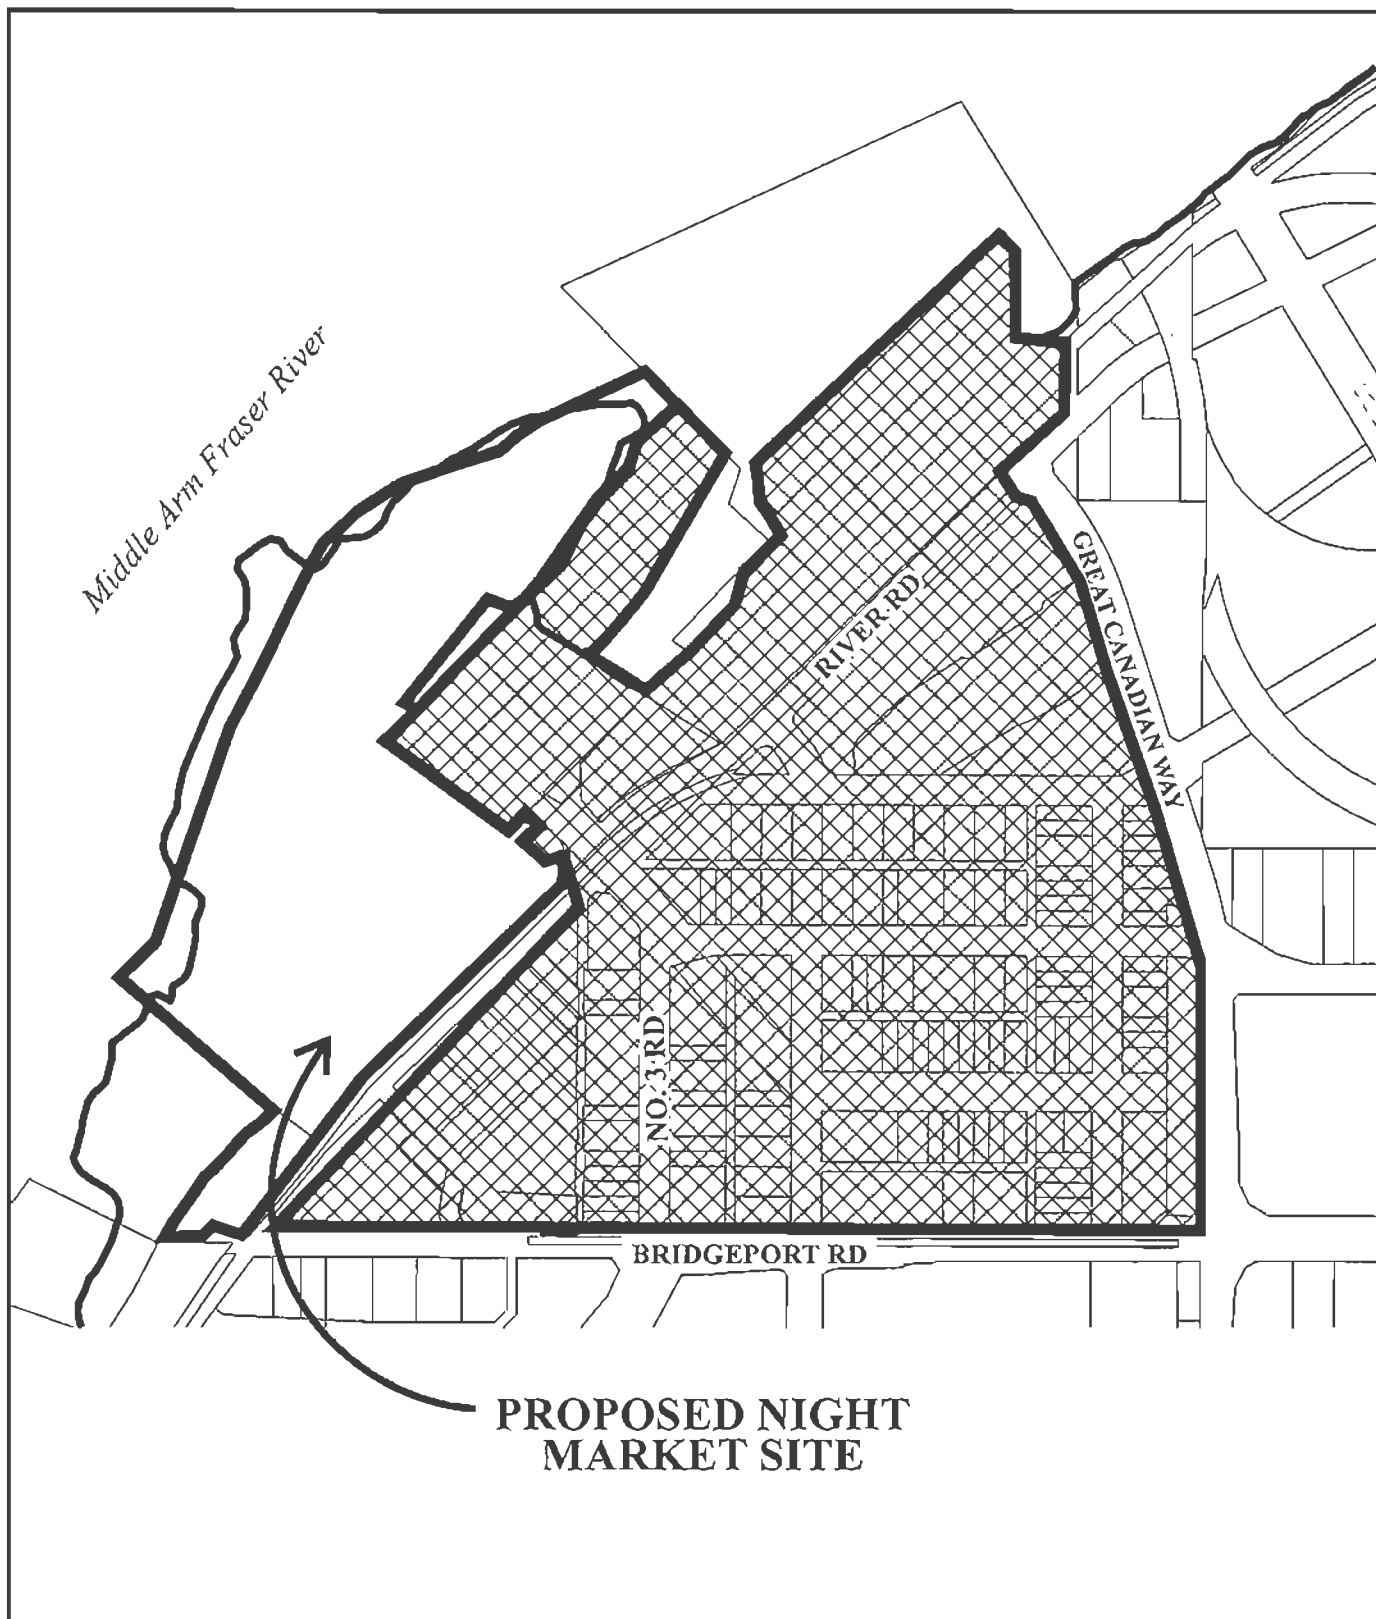 Middle Arm Fraser River
GREAT CANADIAN WAY
RIVER RD
NO. 3 RD
BRIDGEPORT RD
PROPOSED NIGHT
MARKET SITE